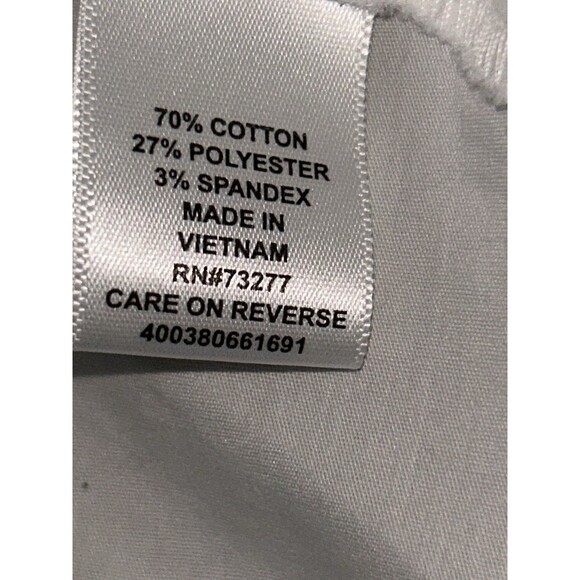 70% COTTON
27% POLYESTER
3% SPANDEX
MADE IN
VIETNAM
RN#73277
CARE ON REVERSE
400380661691